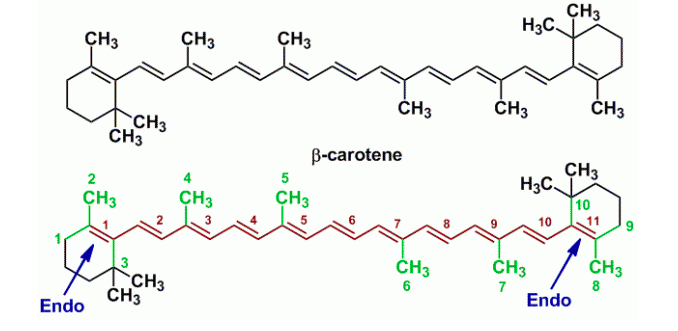 H₃C CH₃
CH₃ CH₃
CH₃ CH₃ CH₃ CH₃ CH₃
CH₃
β-carotene
2 4 5 CH₃
CH₃ CH₃ CH₃ H₃C 10
1 1 2 3 4 5 6 7 8 9 10 11 9
3 CH₃ CH₃ CH₃ CH₃
CH₃ 6 7 8
Endo Endo